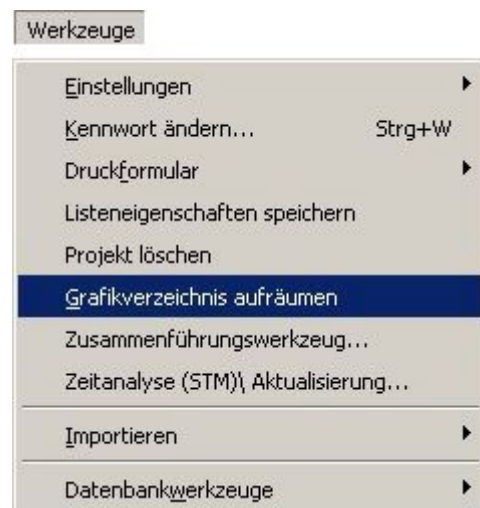 Werkzeuge
Einstellungen
Kennwort ändern... Strg+W
Druckformular
Listeneigenschaften speichern
Projekt löschen
Grafikverzeichnis aufräumen
Zusammenführungswerkzeug...
Zeitanalyse (STM)\ Aktualisierung...
Importieren
Datenbankwerkzeuge